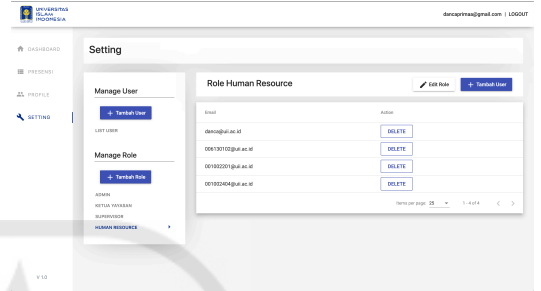 UNIVERSITAS
ISLAM
INDONESIA
dancaprimaa@gmail.com | LOGOUT
DASHBOARD
PRESENSI
PROFILE
SETTING
V 1.0
Setting
Manage User
+ Tambah User
LIST USER
Manage Role
+ Tambah Role
ADMIN
KETUA YAYASAN
SUPERVISOR
HUMAN RESOURCE
Role Human Resource
Edit Role
+ Tambah User
Email Action
danca@uii.ac.id DELETE
006130102@uii.ac.id DELETE
001002201@uii.ac.id DELETE
001002404@uii.ac.id DELETE
Items per page: 25 1 - 4 of 4